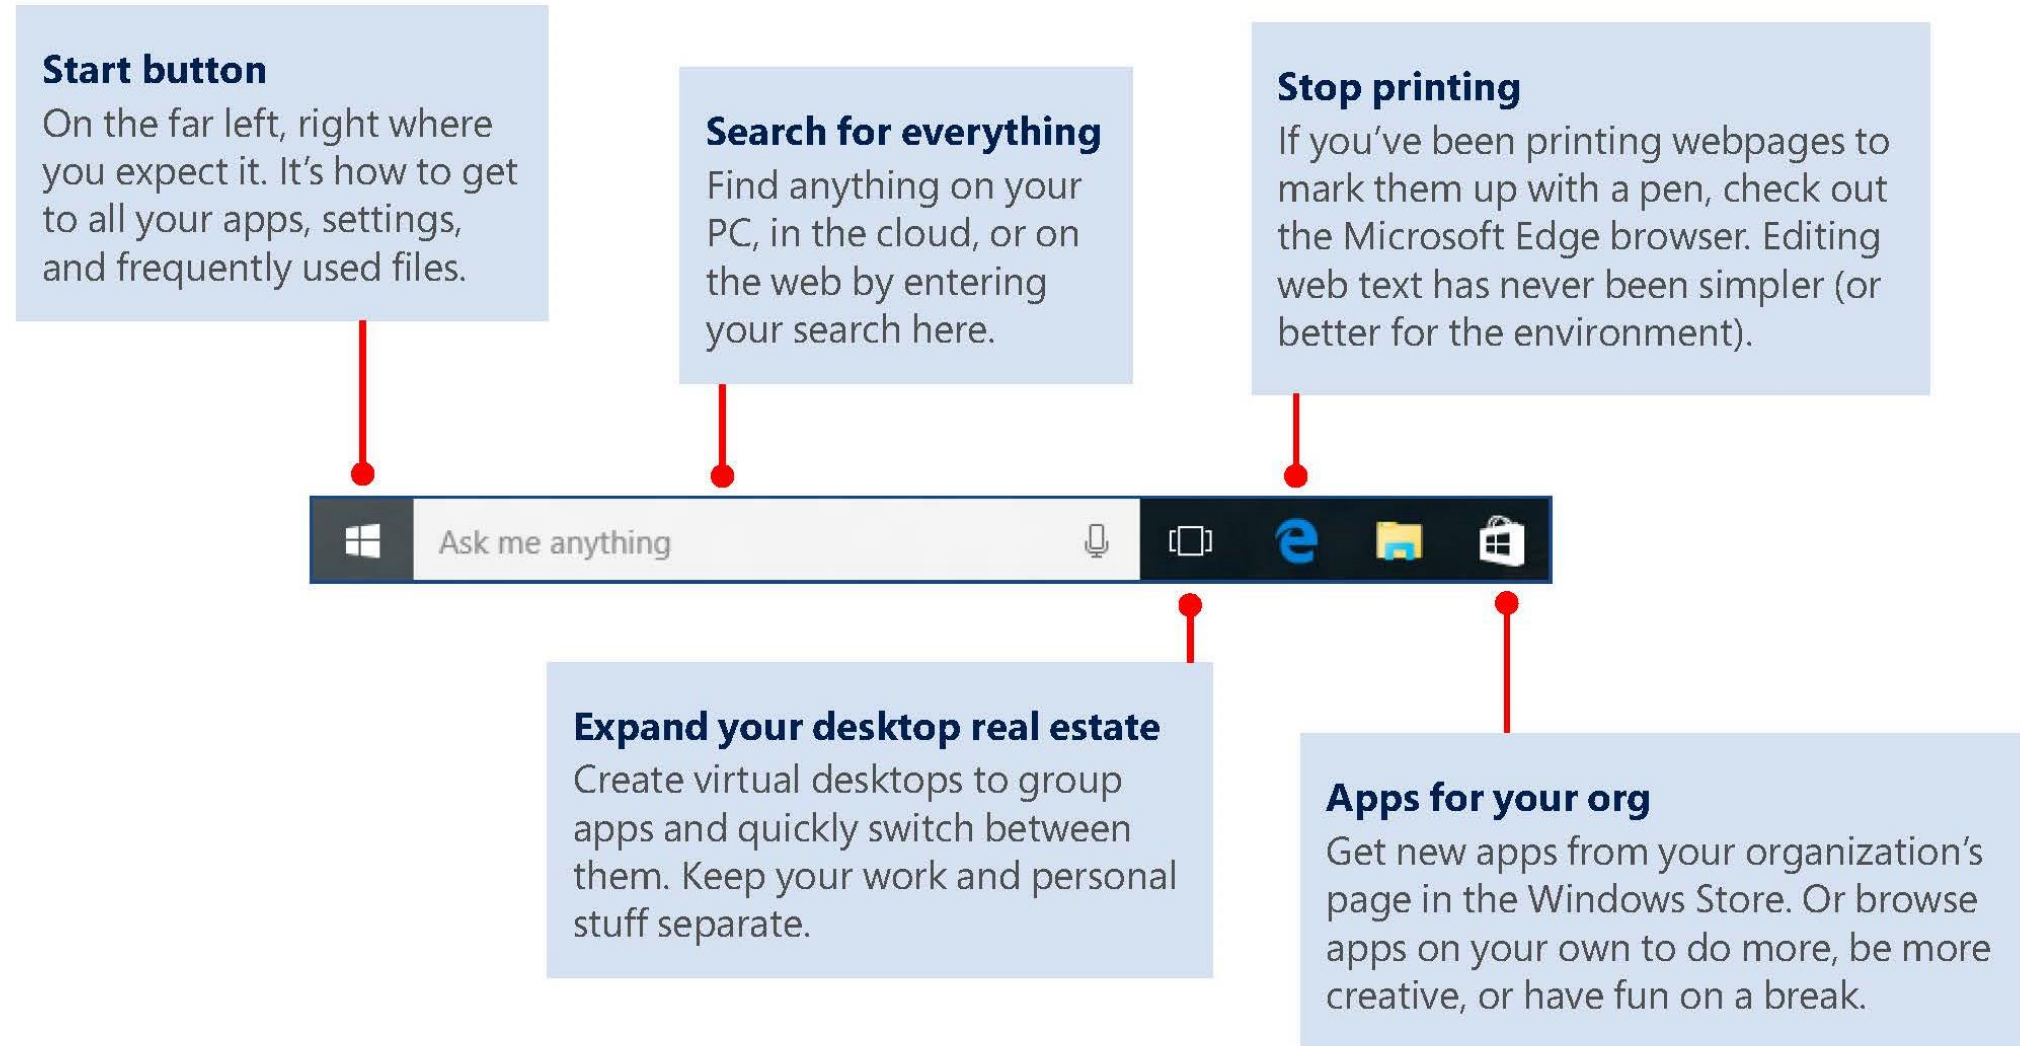 Start button
On the far left, right where
you expect it. It’s how to get
to all your apps, settings,
and frequently used files.
Search for everything
Find anything on your
PC, in the cloud, or on
the web by entering
your search here.
Stop printing
If you’ve been printing webpages to
mark them up with a pen, check out
the Microsoft Edge browser. Editing
web text has never been simpler (or
better for the environment).
Ask me anything
Expand your desktop real estate
Create virtual desktops to group
apps and quickly switch between
them. Keep your work and personal
stuff separate.
Apps for your org
Get new apps from your organization’s
page in the Windows Store. Or browse
apps on your own to do more, be more
creative, or have fun on a break.